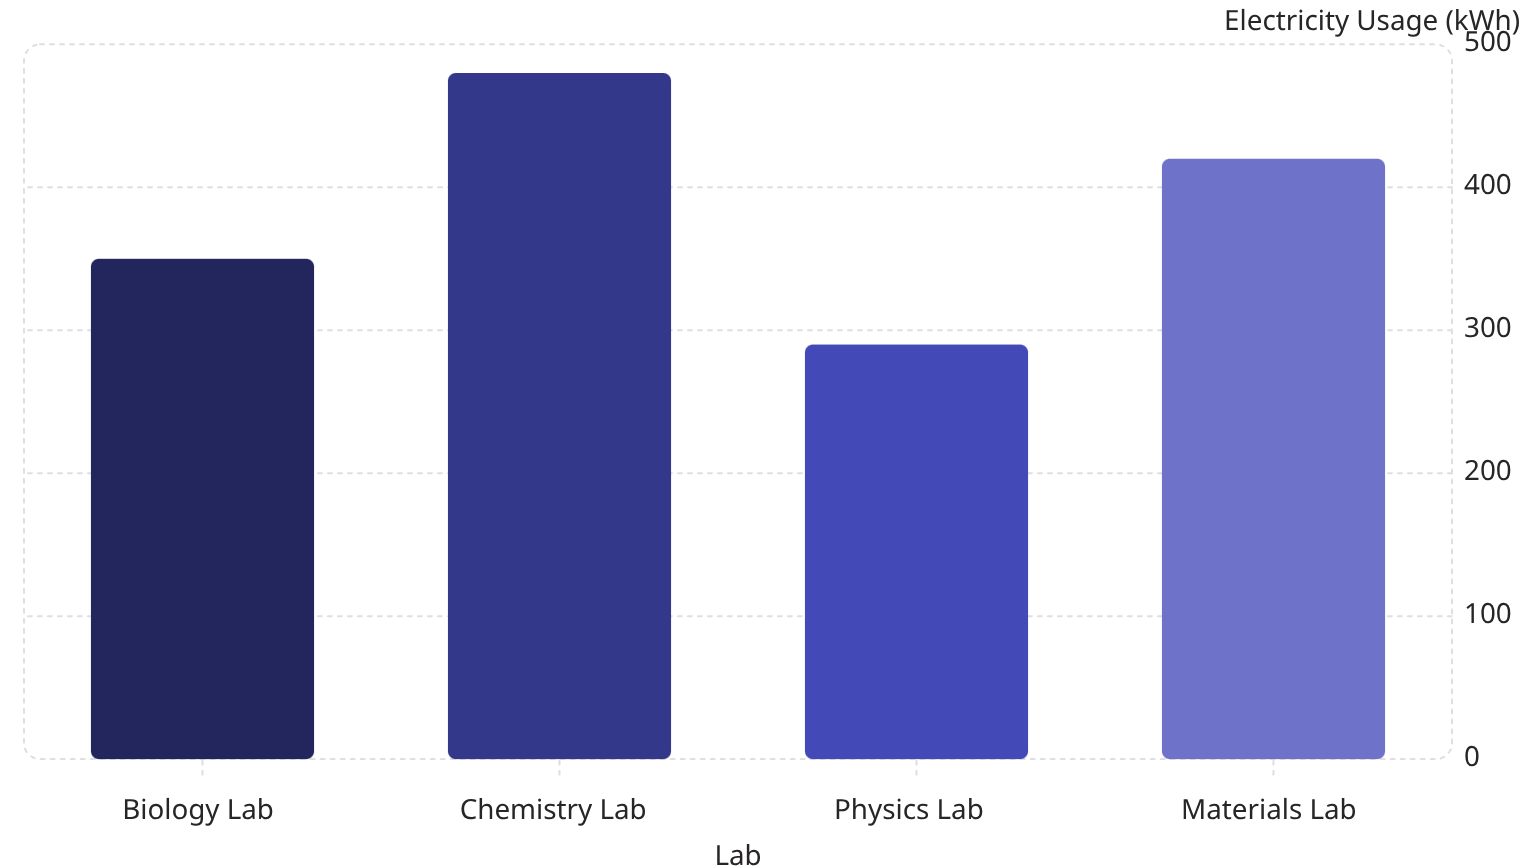 Electricity Usage (kWh)
500
400
300
200
100
0
Biology Lab
Chemistry Lab
Physics Lab
Materials Lab
Lab